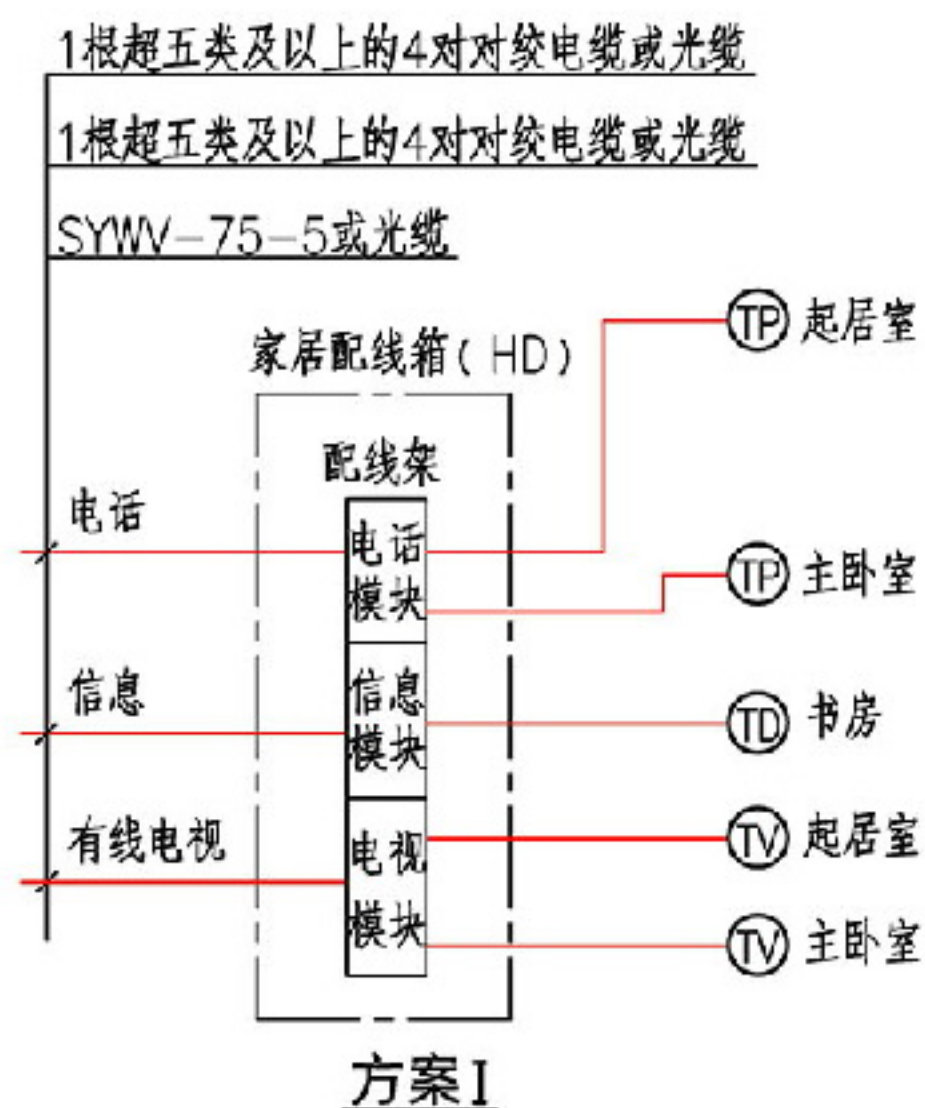 1根超五类及以上的4对对绞电缆或光缆
1根超五类及以上的4对对绞电缆或光缆
SYWV-75-5或光缆
家居配线箱(HD)
配线架
电话
电话
模块
信息
信息
模块
有线电视
电视
模块
TP 起居室
TP 主卧室
TD 书房
TV 起居室
TV 主卧室
方案I